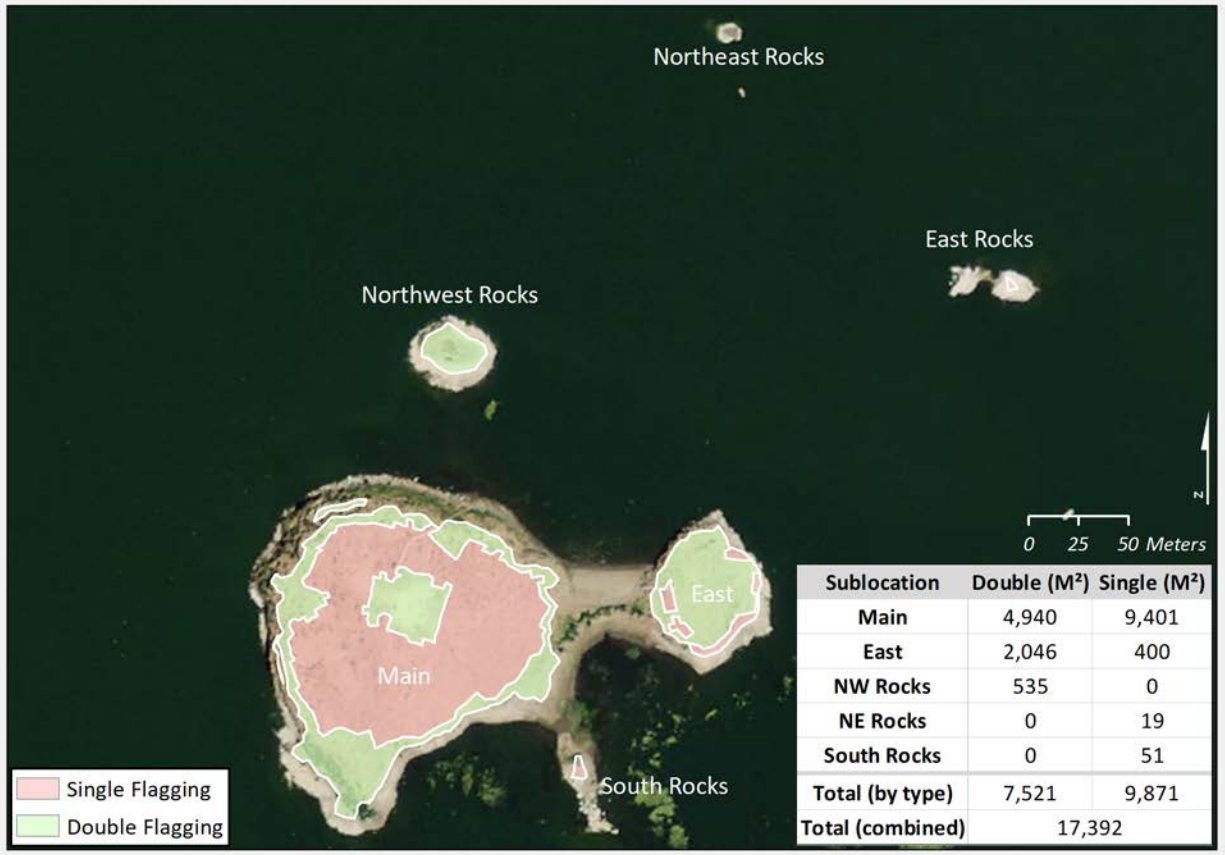 Northeast Rocks
East Rocks
Northwest Rocks
N
0 25 50 Meters
East
Main
South Rocks
Sublocation Double (M²) Single (M²)
Main 4,940 9,401
East 2,046 400
NW Rocks 535 0
NE Rocks 0 19
South Rocks 0 51
Total (by type) 7,521 9,871
Total (combined) 17,392
Single Flagging
Double Flagging